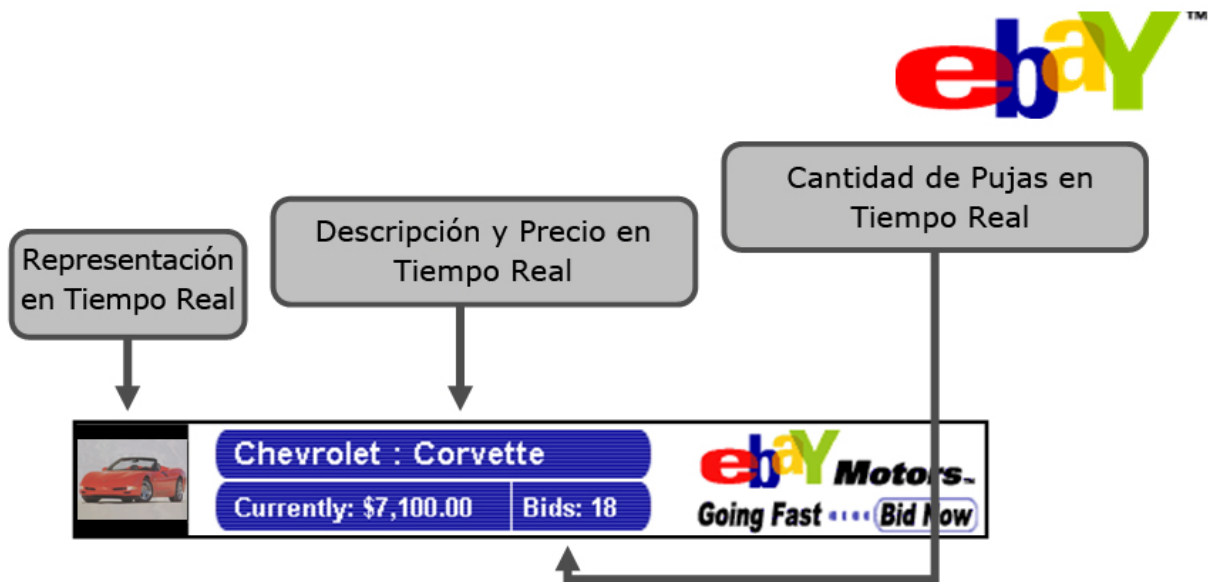 ebaY™
Cantidad de Pujas en
Tiempo Real
Descripción y Precio en
Tiempo Real
Representación
en Tiempo Real
Chevrolet : Corvette
Currently: $7,100.00
Bids: 18
ebaY Motors™
Going Fast
Bid Now